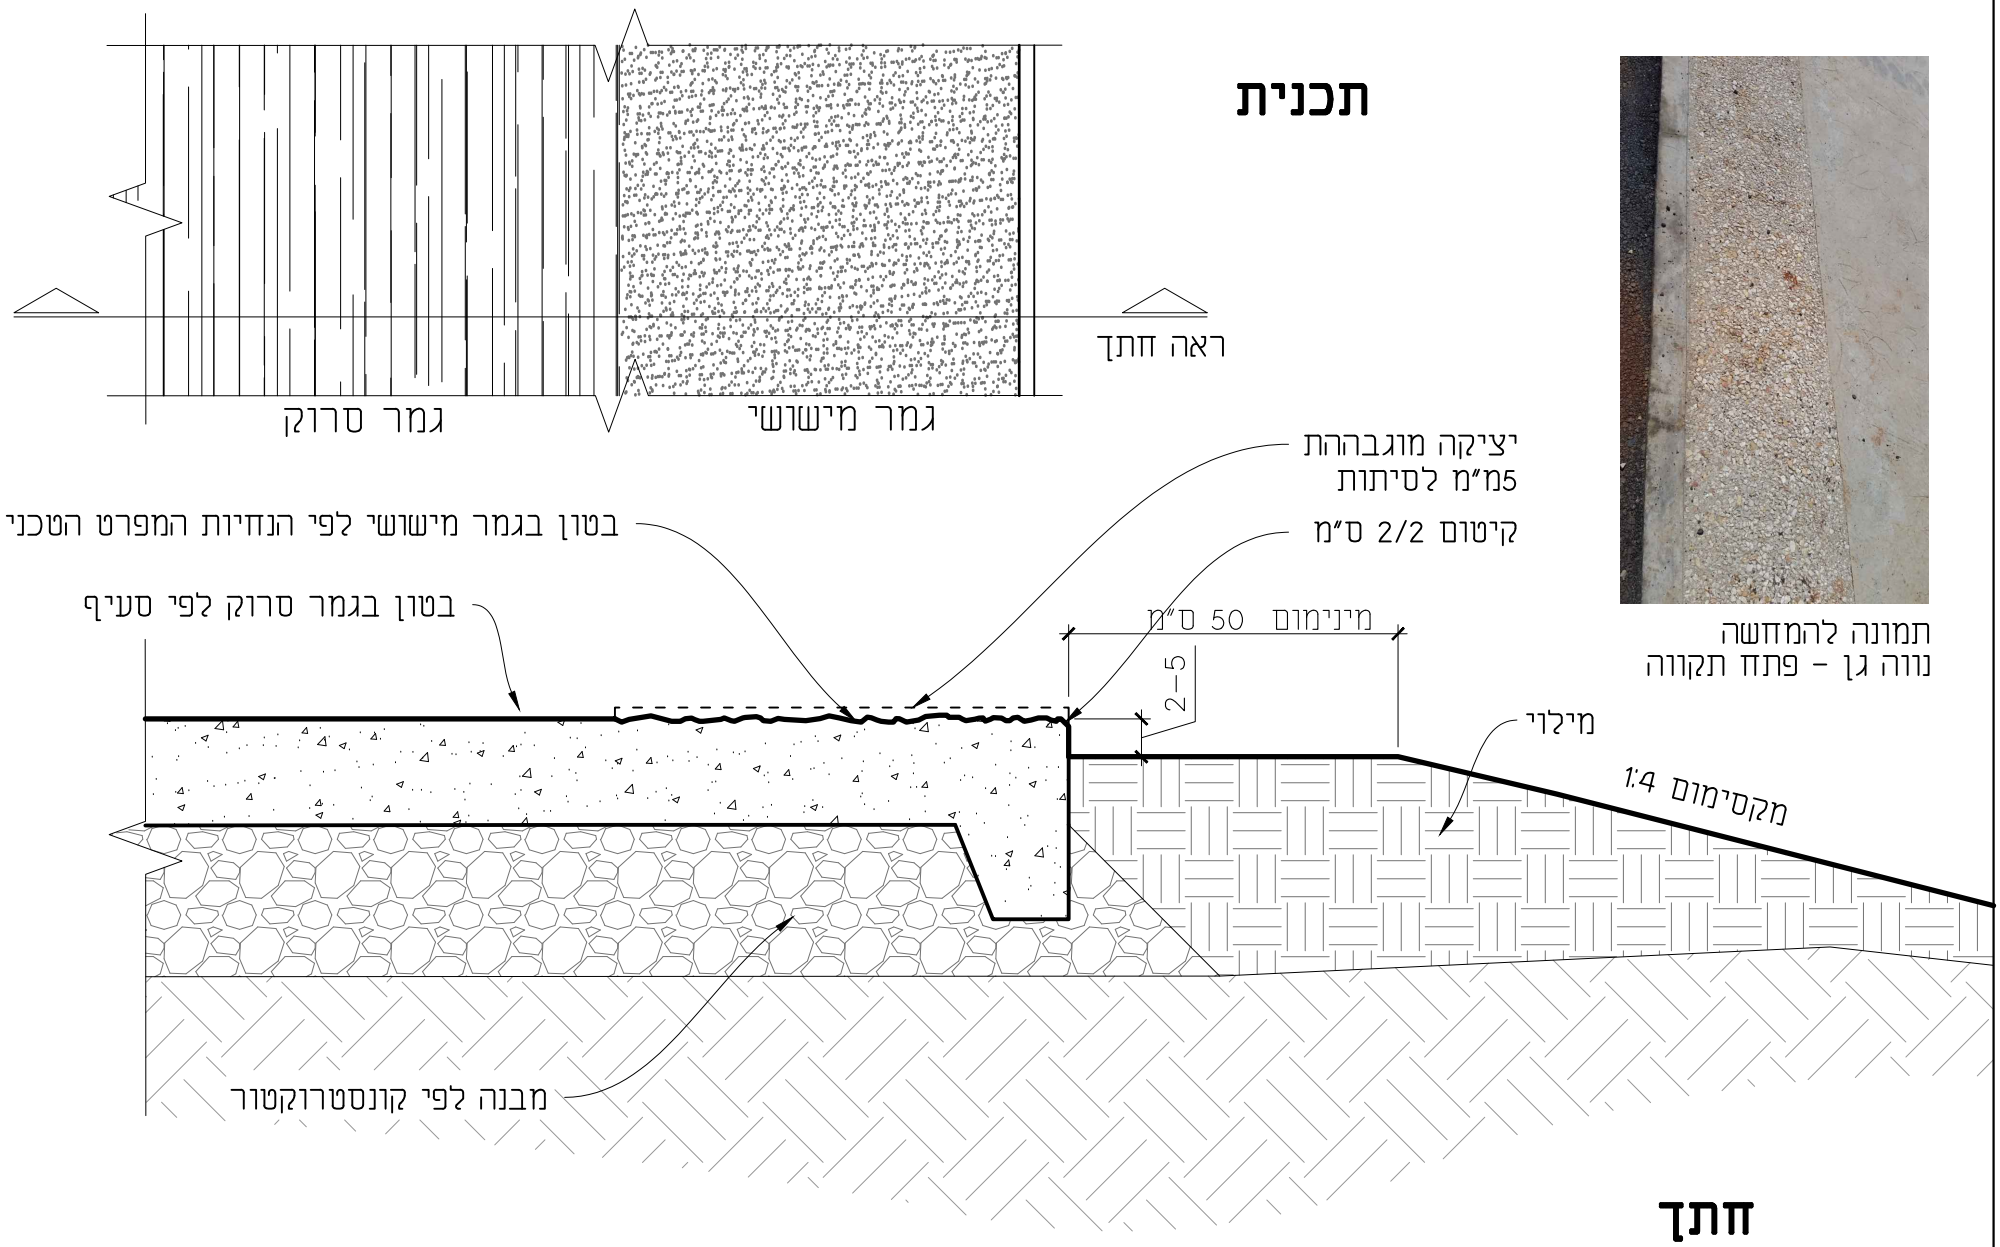 תכנית
ראה חתך
גמר סרוק
גמר מישושי
יציקה מוגבההת
5מ"מ לסיתות
קיטום 2/2 ס"מ
בטון בגמר מישושי לפי הנחיות המפרט הטכני
בטון בגמר סרוק לפי סעיף
מינימום 50 ס"מ
2-5
תמונה להמחשה
נווה גן - פתח תקווה
מילוי
מקסימום 1:4
מבנה לפי קונסטרוקטור
חתך